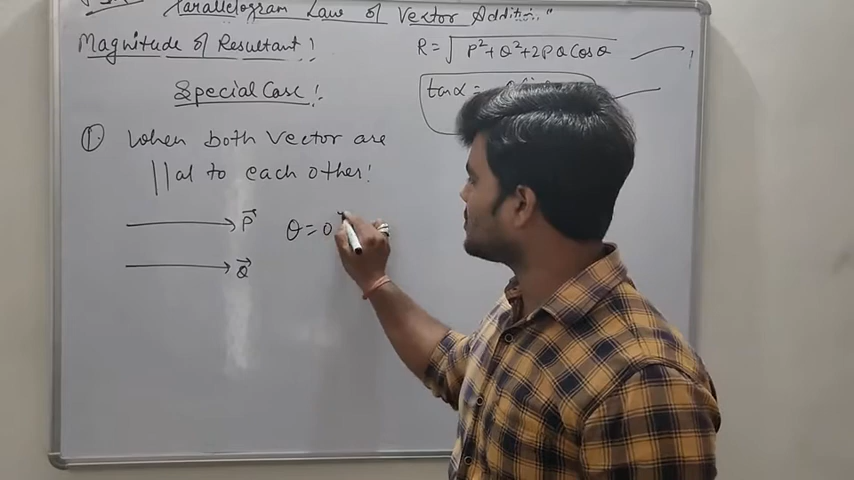 Parallelogram Law of Vector Addition"
Magnitude of Resultant!
R=√P²+Q²+2PQ Cosθ
tanα =
Special Case!
① When both Vector are
||al to each other!
P⃗
θ=0
Q⃗